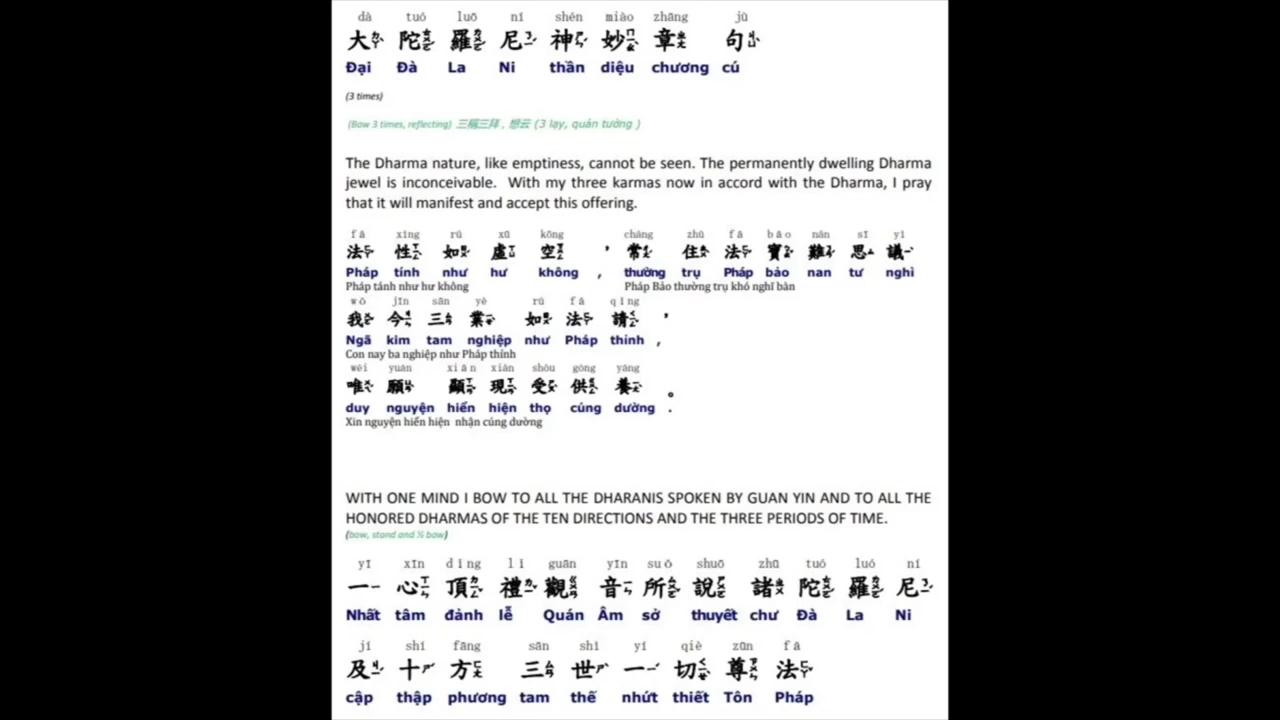 dà tuó luō ní shén miào zhāng jù
大 陀 羅 尼 神 妙 章 句
Đại Đà La Ni thần diệu chương cú
(3 times)
(Bow 3 times, reflecting) 三稱三拜 , 想云 (3 lạy, quán tưởng )
The Dharma nature, like emptiness, cannot be seen. The permanently dwelling Dharma
jewel is inconceivable. With my three karmas now in accord with the Dharma, I pray
that it will manifest and accept this offering.
fǎ xìng rú xū kōng cháng zhù fǎ bǎo nán sī yì
法 性 如 虛 空 ， 常 住 法 寶 難 思 議
Pháp tính như hư không , thường trụ Pháp bảo nan tư nghì
Pháp tánh như hư không Pháp Bảo thường trụ khó nghĩ bàn
wǒ jīn sān yè rú fǎ qǐng
我 今 三 業 如 法 請 ，
Ngã kim tam nghiệp như Pháp thỉnh ,
Con nay ba nghiệp như Pháp thỉnh
wéi yuàn xiǎn xiàn shòu gòng yàng
唯 願 顯 現 受 供 養 。
duy nguyện hiển hiện thọ cúng dường .
Xin nguyện hiển hiện nhận cúng dường
WITH ONE MIND I BOW TO ALL THE DHARANIS SPOKEN BY GUAN YIN AND TO ALL THE
HONORED DHARMAS OF THE TEN DIRECTIONS AND THE THREE PERIODS OF TIME.
(bow, stand and ½ bow)
yī xīn dǐng lǐ guān yīn suǒ shuō zhū tuó luó ní
一 心 頂 禮 觀 音 所 說 諸 陀 羅 尼
Nhất tâm đảnh lễ Quán Âm sở thuyết chư Đà La Ni
jí shí fāng sān shì yí qiè zūn fǎ
及 十 方 三 世 一 切 尊 法
cập thập phương tam thế nhứt thiết Tôn Pháp